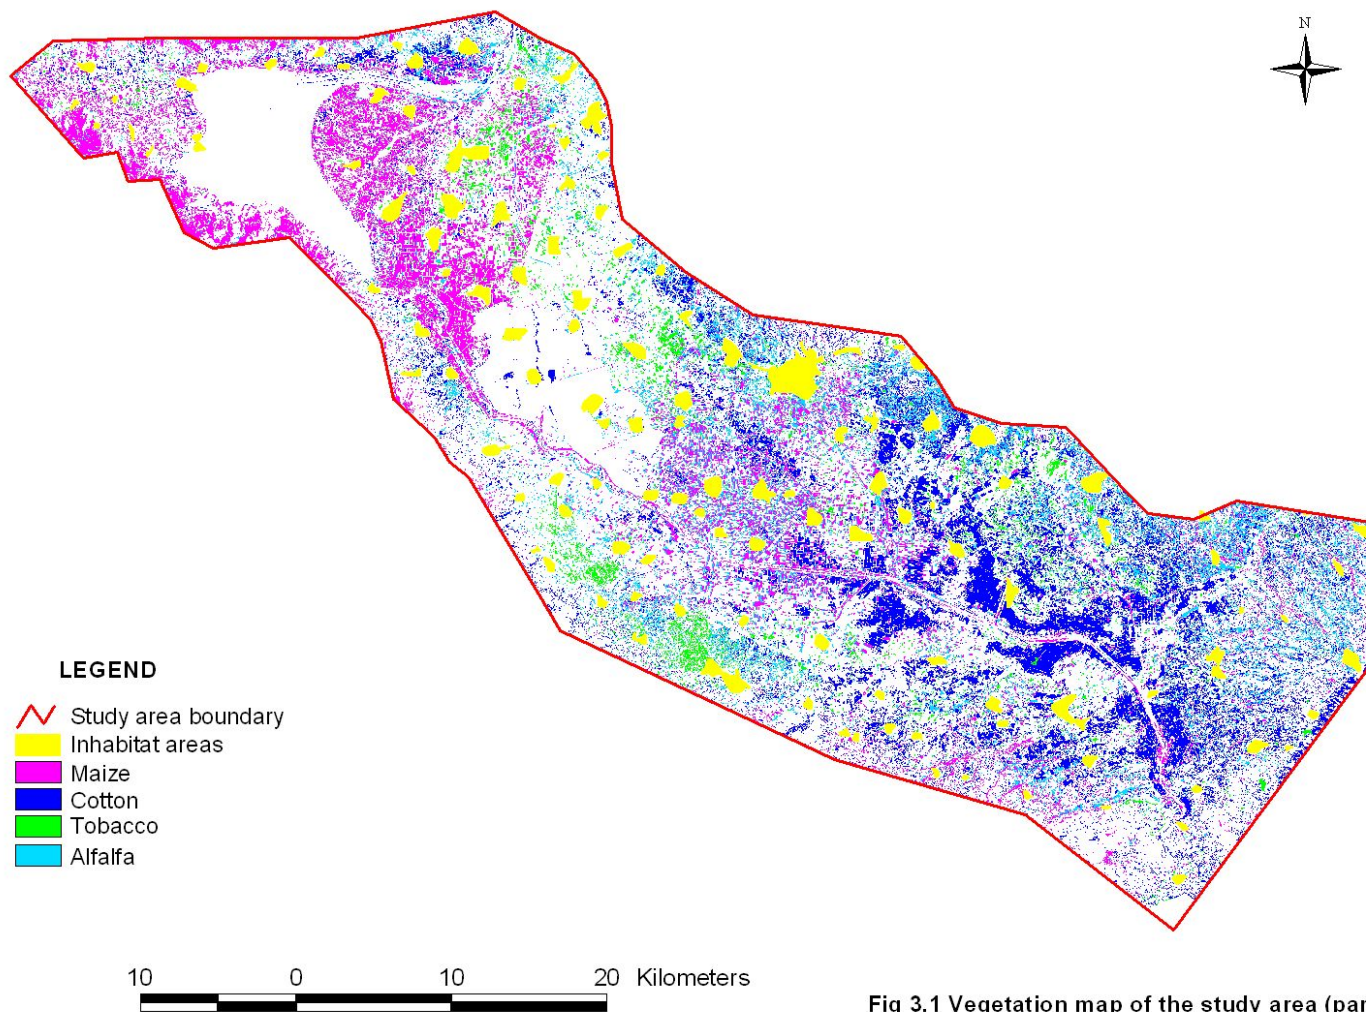 N
LEGEND
Study area boundary
Inhabitat areas
Maize
Cotton
Tobacco
Alfalfa
10 0 10 20 Kilometers
Fig 3.1 Vegetation map of the study area (par